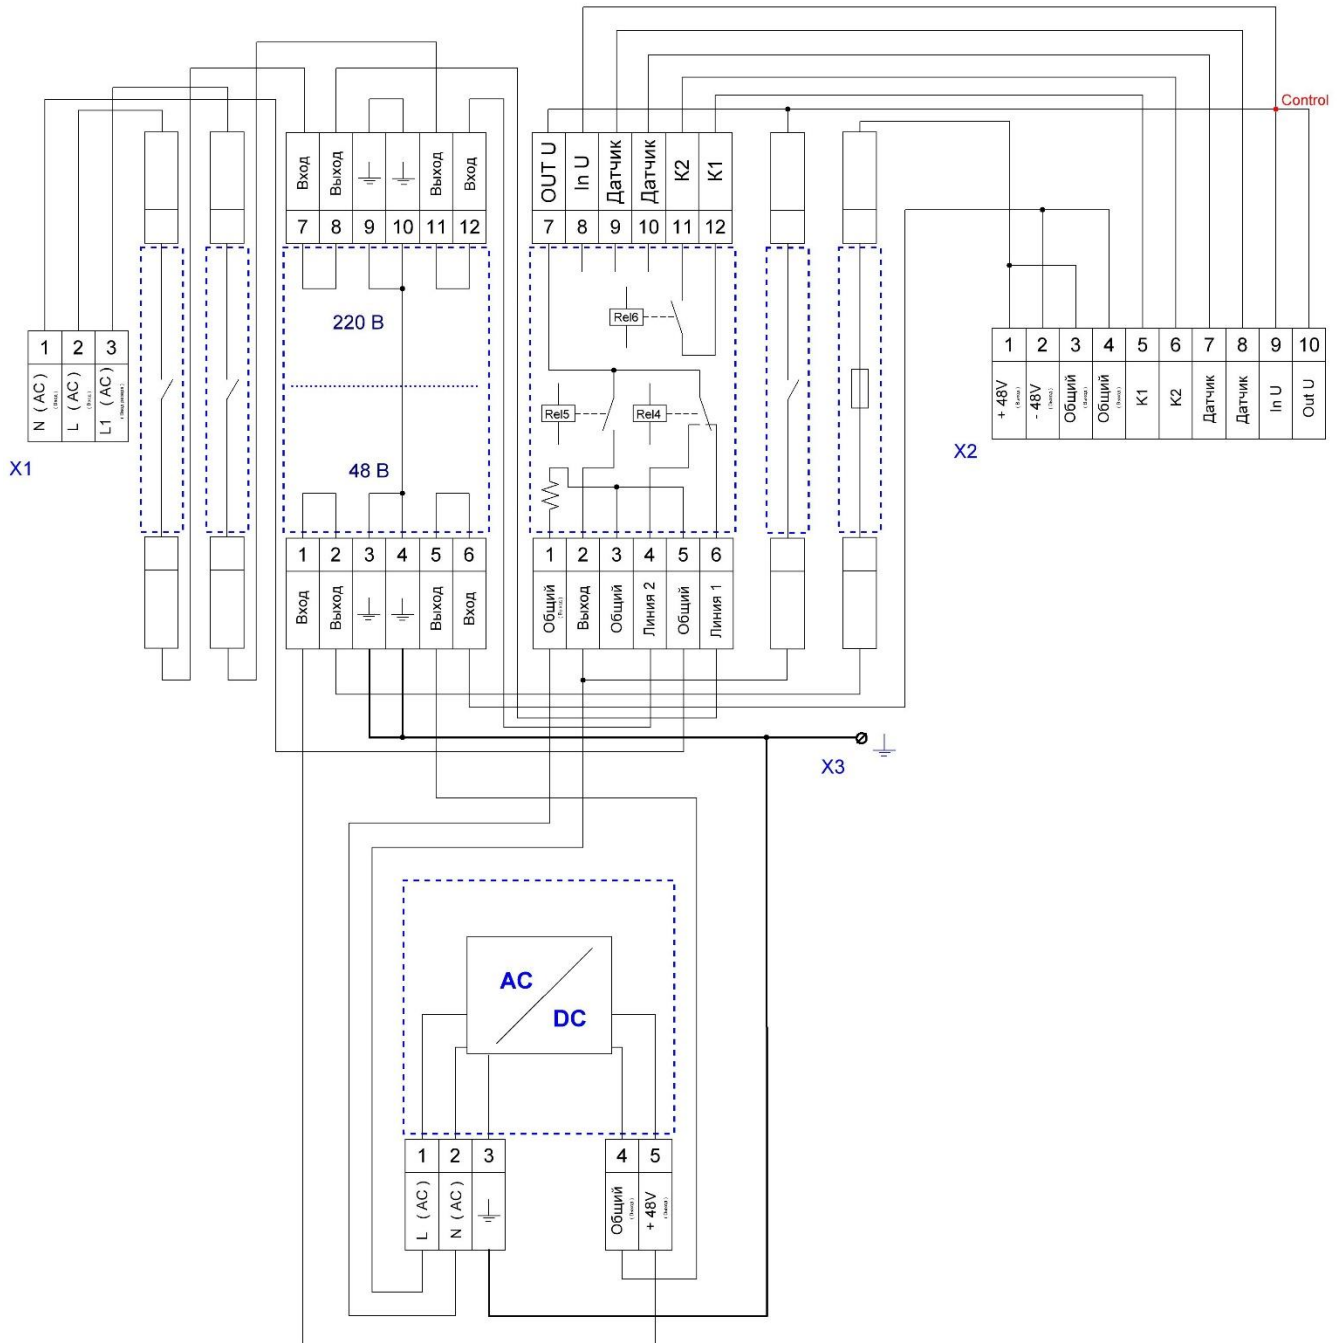 Control
Вход
Выход
Выход
Вход
7
8
9
10
11
12
OUT U
In U
Датчик
Датчик
K2
K1
7
8
9
10
11
12
220 В
48 В
Rel6
Rel5
Rel4
1
2
3
N ( AC )
L ( AC )
L1 ( AC )
X1
1
2
3
4
5
6
7
8
9
10
+ 48V
- 48V
Общий
Общий
K1
K2
Датчик
Датчик
In U
Out U
X2
1
2
3
4
5
6
Вход
Выход
Выход
Вход
1
2
3
4
5
6
Общий
Выход
Общий
Линия 2
Общий
Линия 1
X3
AC
DC
1
2
3
L ( AC )
N ( AC )
4
5
Общий
+ 48V